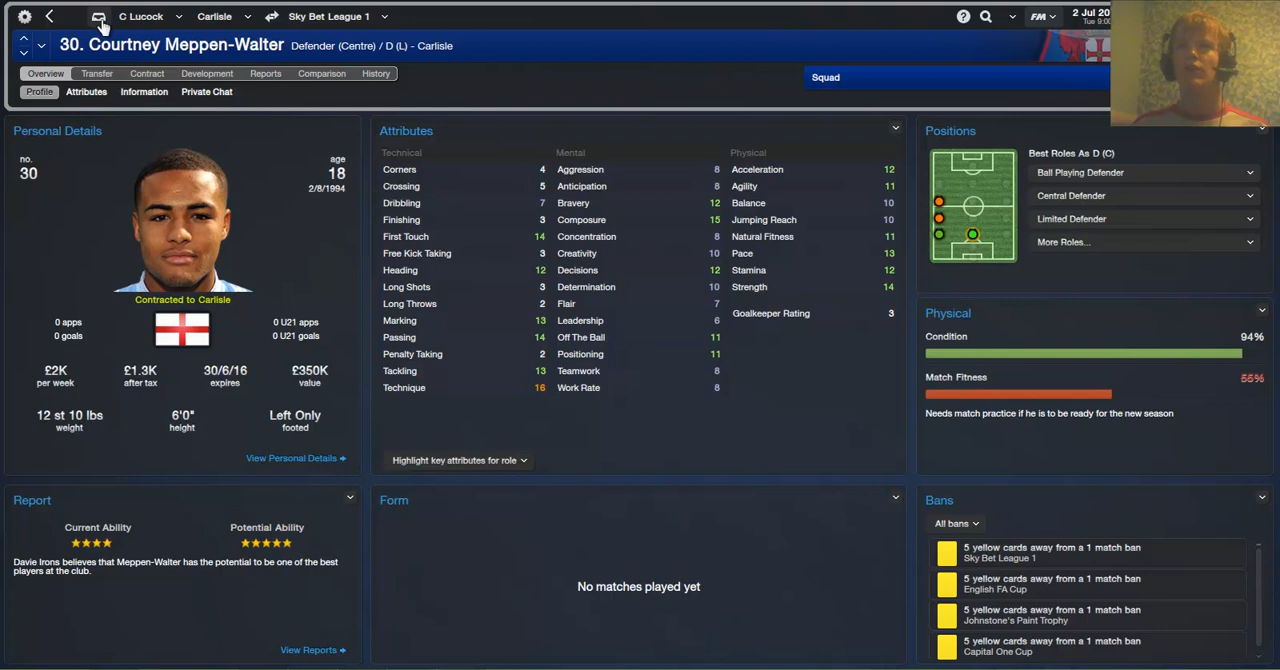 C Lucock
Carlisle
Sky Bet League 1
FM
2 Jul 20
Tue 9:0
30. Courtney Meppen-Walter
Defender (Centre) / D (L) - Carlisle
Overview
Transfer
Contract
Development
Reports
Comparison
History
Squad
Profile
Attributes
Information
Private Chat
Personal Details
no.
30
age
18
2/8/1994
Contracted to Carlisle
0 apps
0 goals
0 U21 apps
0 U21 goals
£2K
per week
£1.3K
after tax
30/6/16
expires
£350K
value
12 st 10 lbs
weight
6'0"
height
Left Only
footed
View Personal Details
Attributes
Technical
Mental
Physical
Corners 4
Aggression 8
Acceleration 12
Crossing 5
Anticipation 8
Agility 11
Dribbling 7
Bravery 12
Balance 10
Finishing 3
Composure 15
Jumping Reach 10
First Touch 14
Concentration 8
Natural Fitness 11
Free Kick Taking 3
Creativity 10
Pace 13
Heading 12
Decisions 12
Stamina 12
Long Shots 3
Determination 10
Strength 14
Long Throws 2
Flair 7
Goalkeeper Rating 3
Marking 13
Leadership 6
Passing 14
Off The Ball 11
Penalty Taking 2
Positioning 11
Tackling 13
Teamwork 8
Technique 16
Work Rate 8
Highlight key attributes for role
Positions
Best Roles As D (C)
Ball Playing Defender
Central Defender
Limited Defender
More Roles...
Physical
Condition 94%
Match Fitness 55%
Needs match practice if he is to be ready for the new season
Report
Current Ability
Potential Ability
Davie Irons believes that Meppen-Walter has the potential to be one of the best
players at the club.
View Reports
Form
No matches played yet
Bans
All bans
5 yellow cards away from a 1 match ban
Sky Bet League 1
5 yellow cards away from a 1 match ban
English FA Cup
5 yellow cards away from a 1 match ban
Johnstone's Paint Trophy
5 yellow cards away from a 1 match ban
Capital One Cup